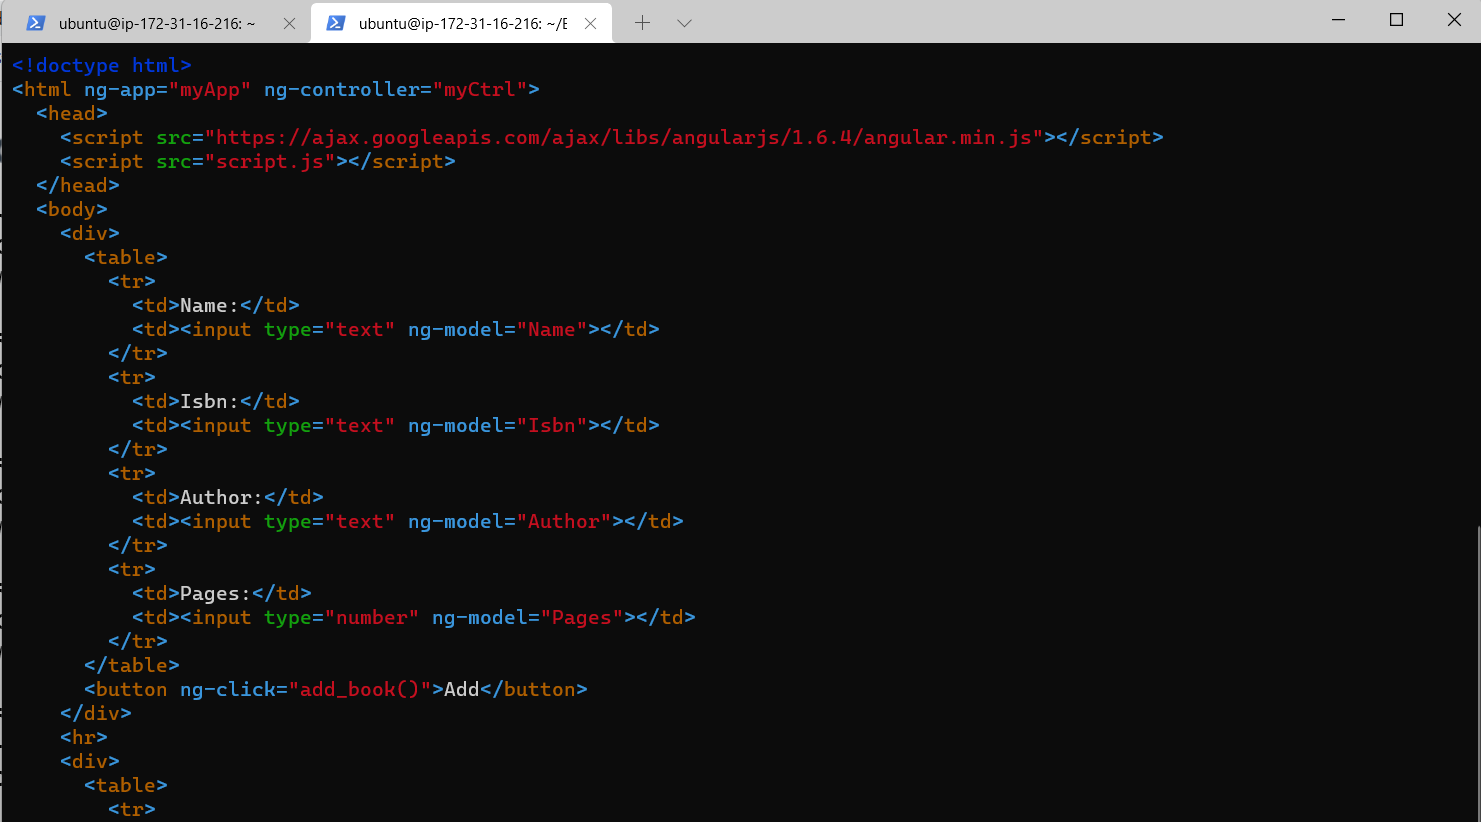 ubuntu@ip-172-31-16-216: ~
ubuntu@ip-172-31-16-216: ~/E
<!doctype html>
<html ng-app="myApp" ng-controller="myCtrl">
  <head>
    <script src="https://ajax.googleapis.com/ajax/libs/angularjs/1.6.4/angular.min.js"></script>
    <script src="script.js"></script>
  </head>
  <body>
    <div>
      <table>
        <tr>
          <td>Name:</td>
          <td><input type="text" ng-model="Name"></td>
        </tr>
        <tr>
          <td>Isbn:</td>
          <td><input type="text" ng-model="Isbn"></td>
        </tr>
        <tr>
          <td>Author:</td>
          <td><input type="text" ng-model="Author"></td>
        </tr>
        <tr>
          <td>Pages:</td>
          <td><input type="number" ng-model="Pages"></td>
        </tr>
      </table>
      <button ng-click="add_book()">Add</button>
    </div>
    <hr>
    <div>
      <table>
        <tr>